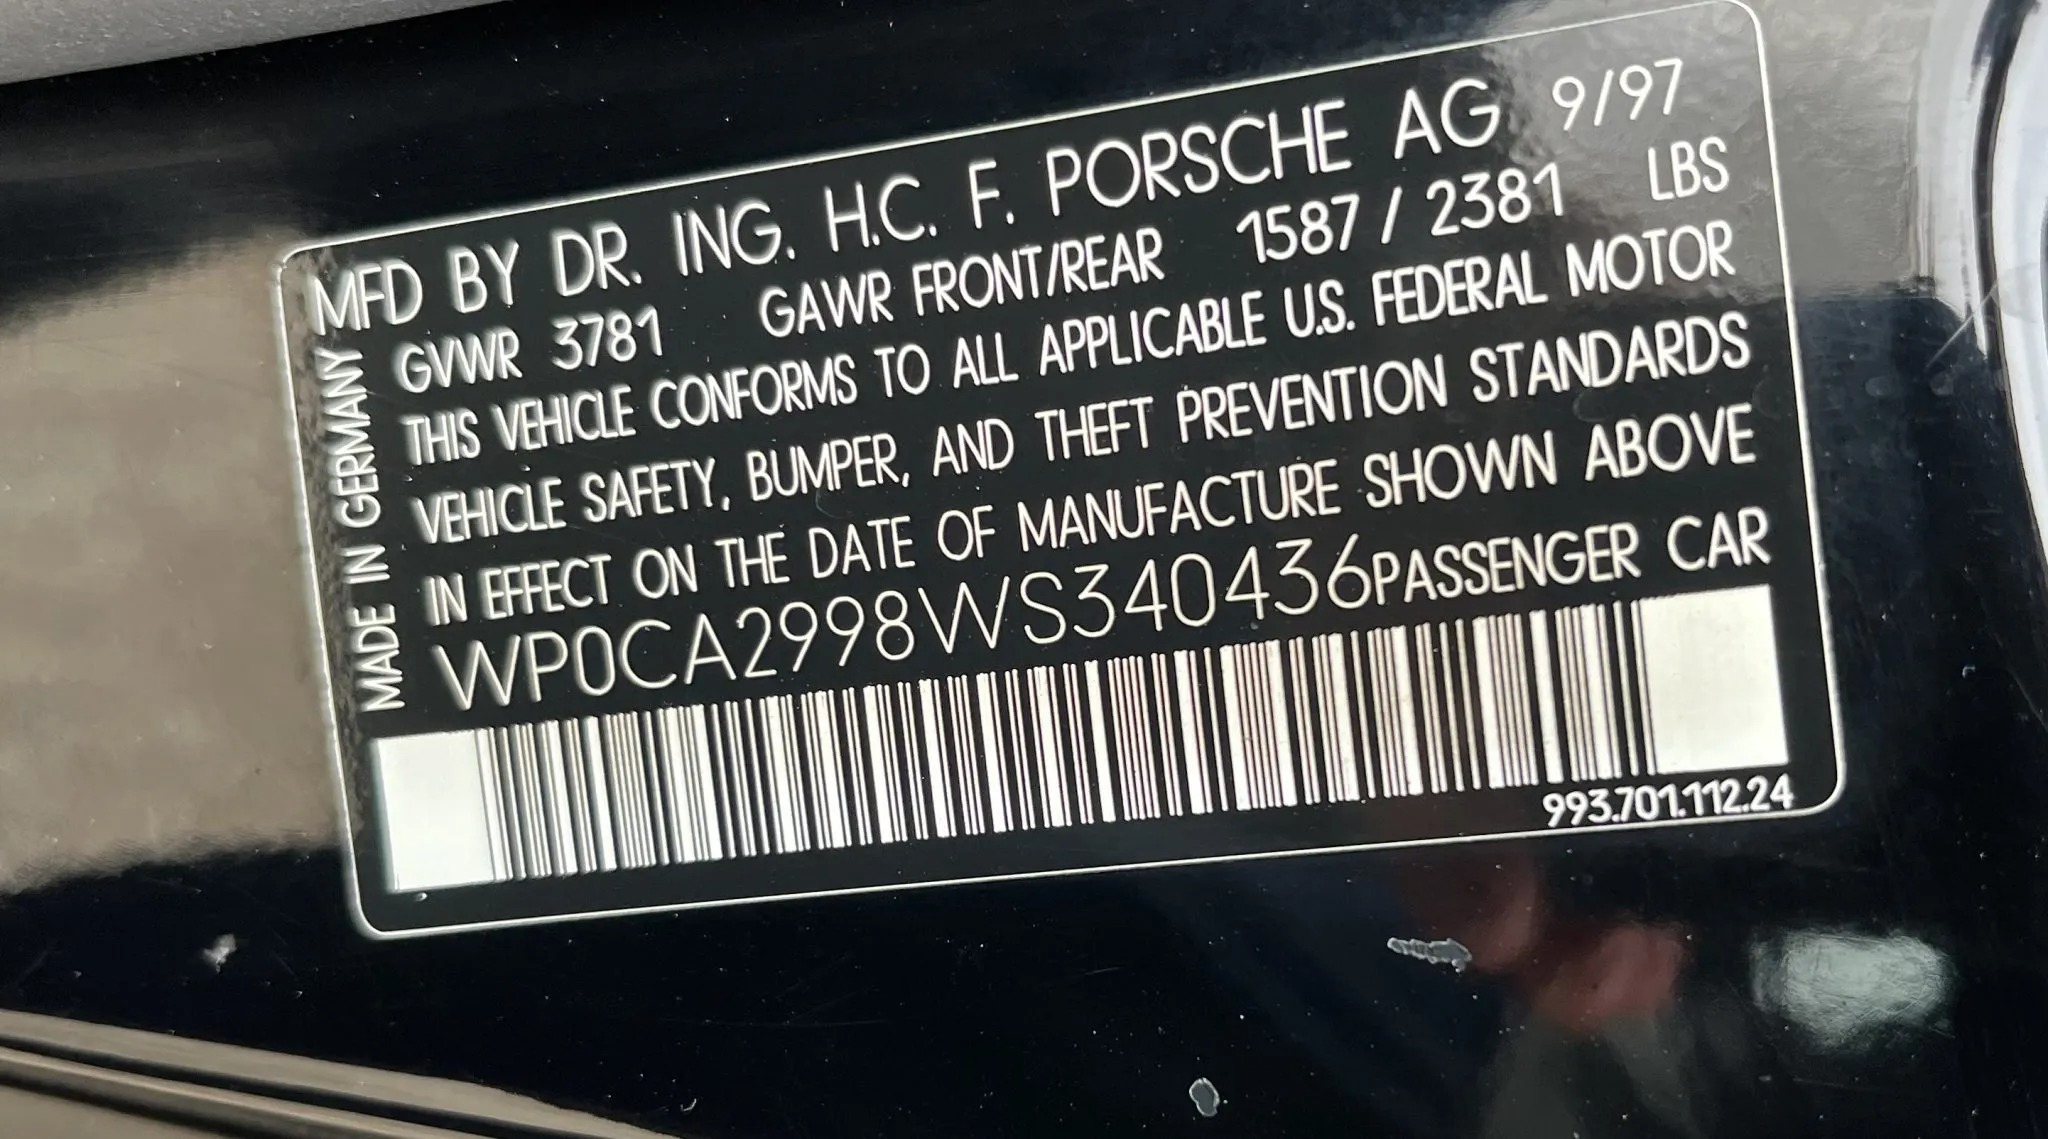 MFD BY DR. ING. H.C. F. PORSCHE AG 9/97
GVWR 3781 GAWR FRONT/REAR 1587 / 2381 LBS
THIS VEHICLE CONFORMS TO ALL APPLICABLE U.S. FEDERAL MOTOR
VEHICLE SAFETY, BUMPER, AND THEFT PREVENTION STANDARDS
IN EFFECT ON THE DATE OF MANUFACTURE SHOWN ABOVE
WP0CA2998WS340436 PASSENGER CAR
993.701.112.24
MADE IN GERMANY